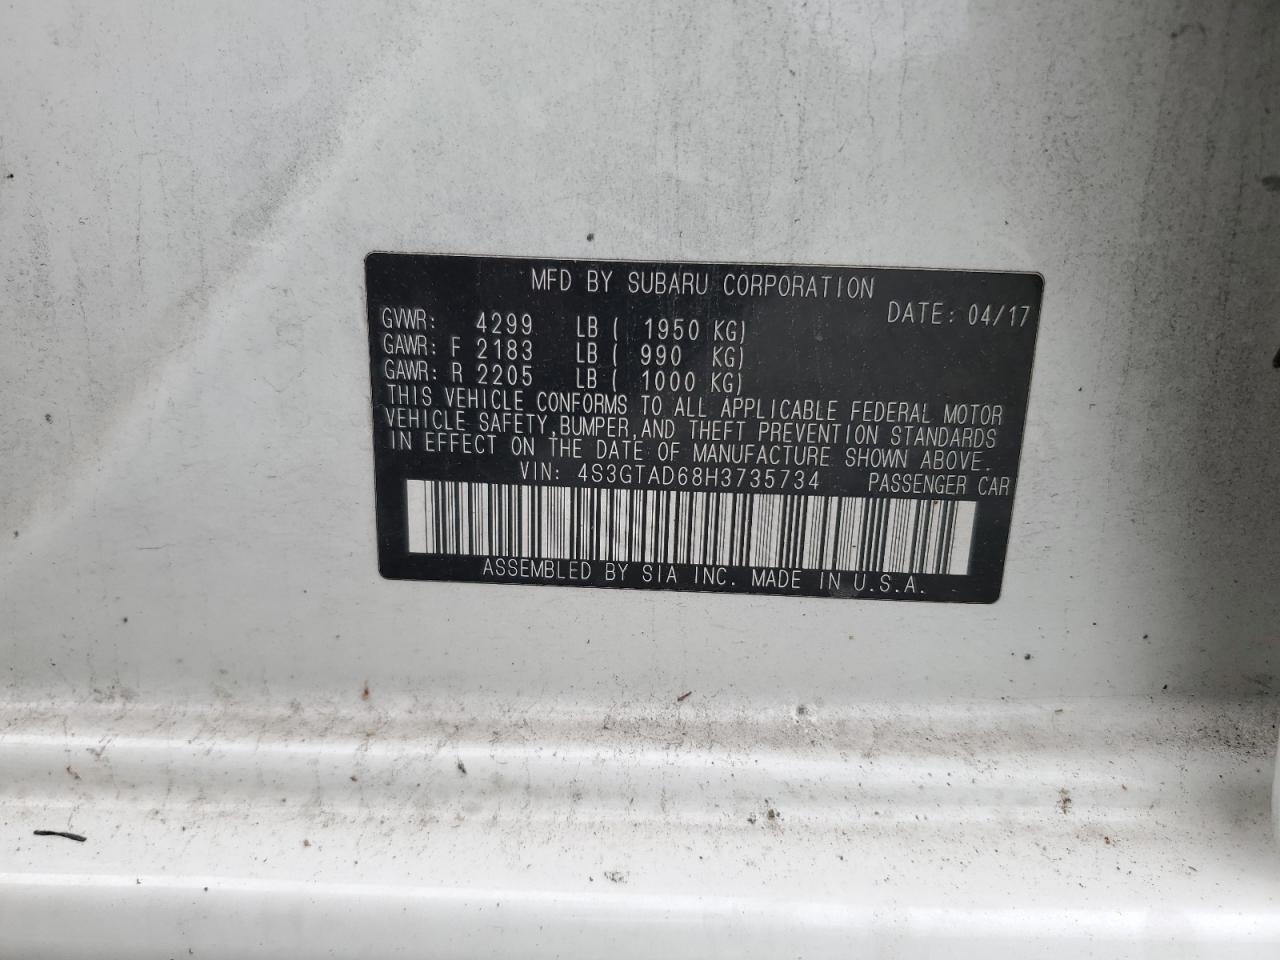 MFD BY SUBARU CORPORATION
DATE: 04/17
GVWR: 4299 LB ( 1950 KG)
GAWR: F 2183 LB ( 990 KG)
GAWR: R 2205 LB ( 1000 KG)
THIS VEHICLE CONFORMS TO ALL APPLICABLE FEDERAL MOTOR
VEHICLE SAFETY, BUMPER, AND THEFT PREVENTION STANDARDS
IN EFFECT ON THE DATE OF MANUFACTURE SHOWN ABOVE.
VIN: 4S3GTAD68H3735734 PASSENGER CAR
ASSEMBLED BY SIA INC. MADE IN U.S.A.